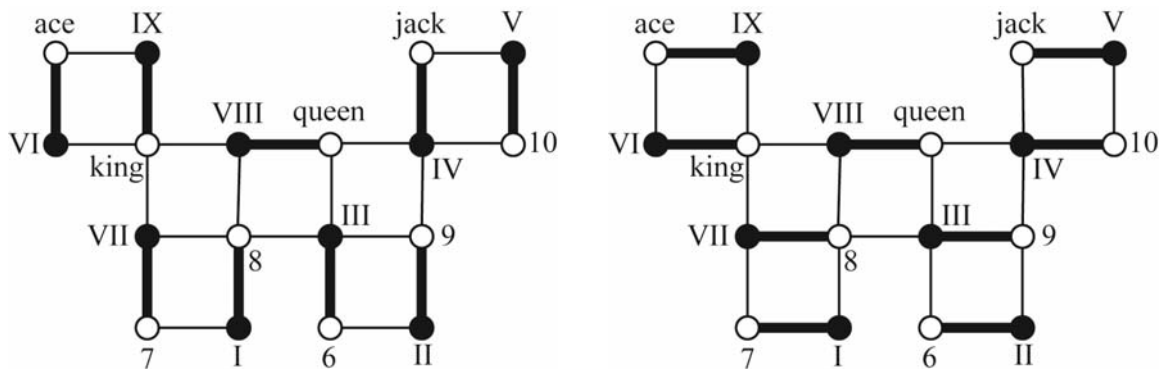 ace IX jack V
VIII queen
VI king IV 10
VII III 9
8
7 I 6 II
ace IX jack V
VIII queen
VI king IV 10
VII III 9
8
7 I 6 II